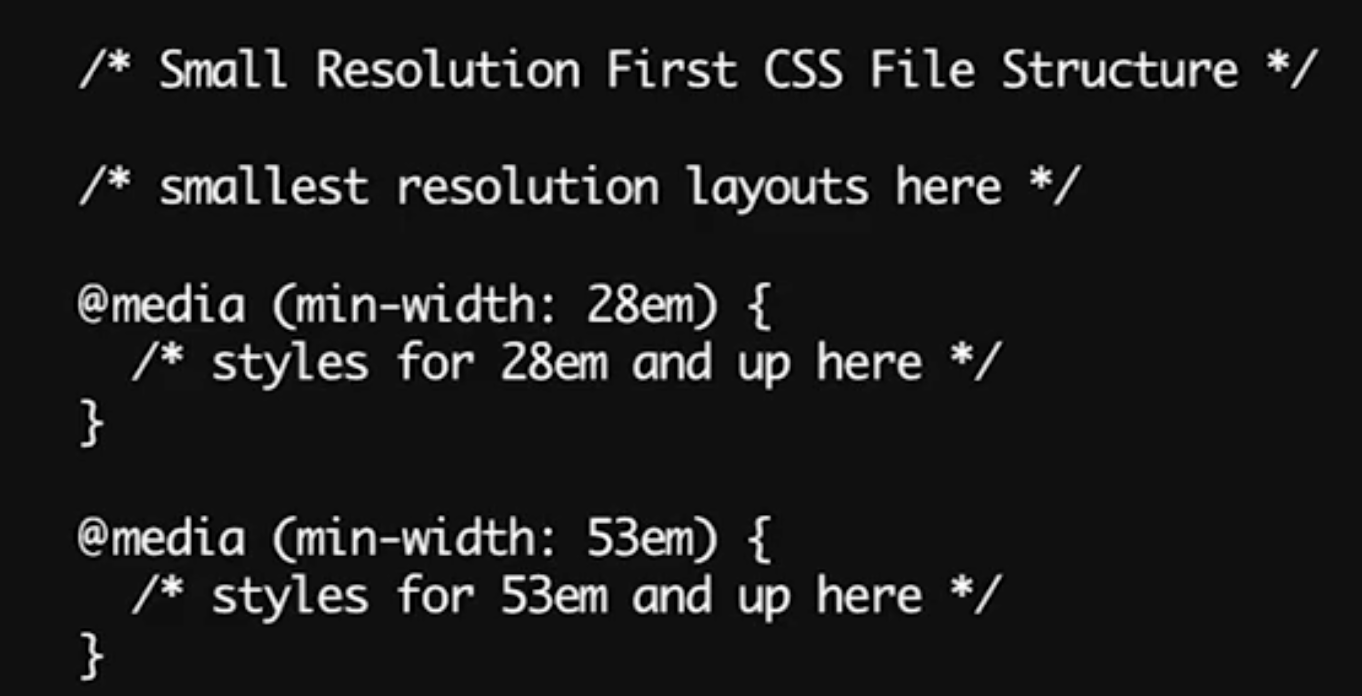 /* Small Resolution First CSS File Structure */
/* smallest resolution layouts here */
@media (min-width: 28em) {
/* styles for 28em and up here */
}
@media (min-width: 53em) {
/* styles for 53em and up here */
}